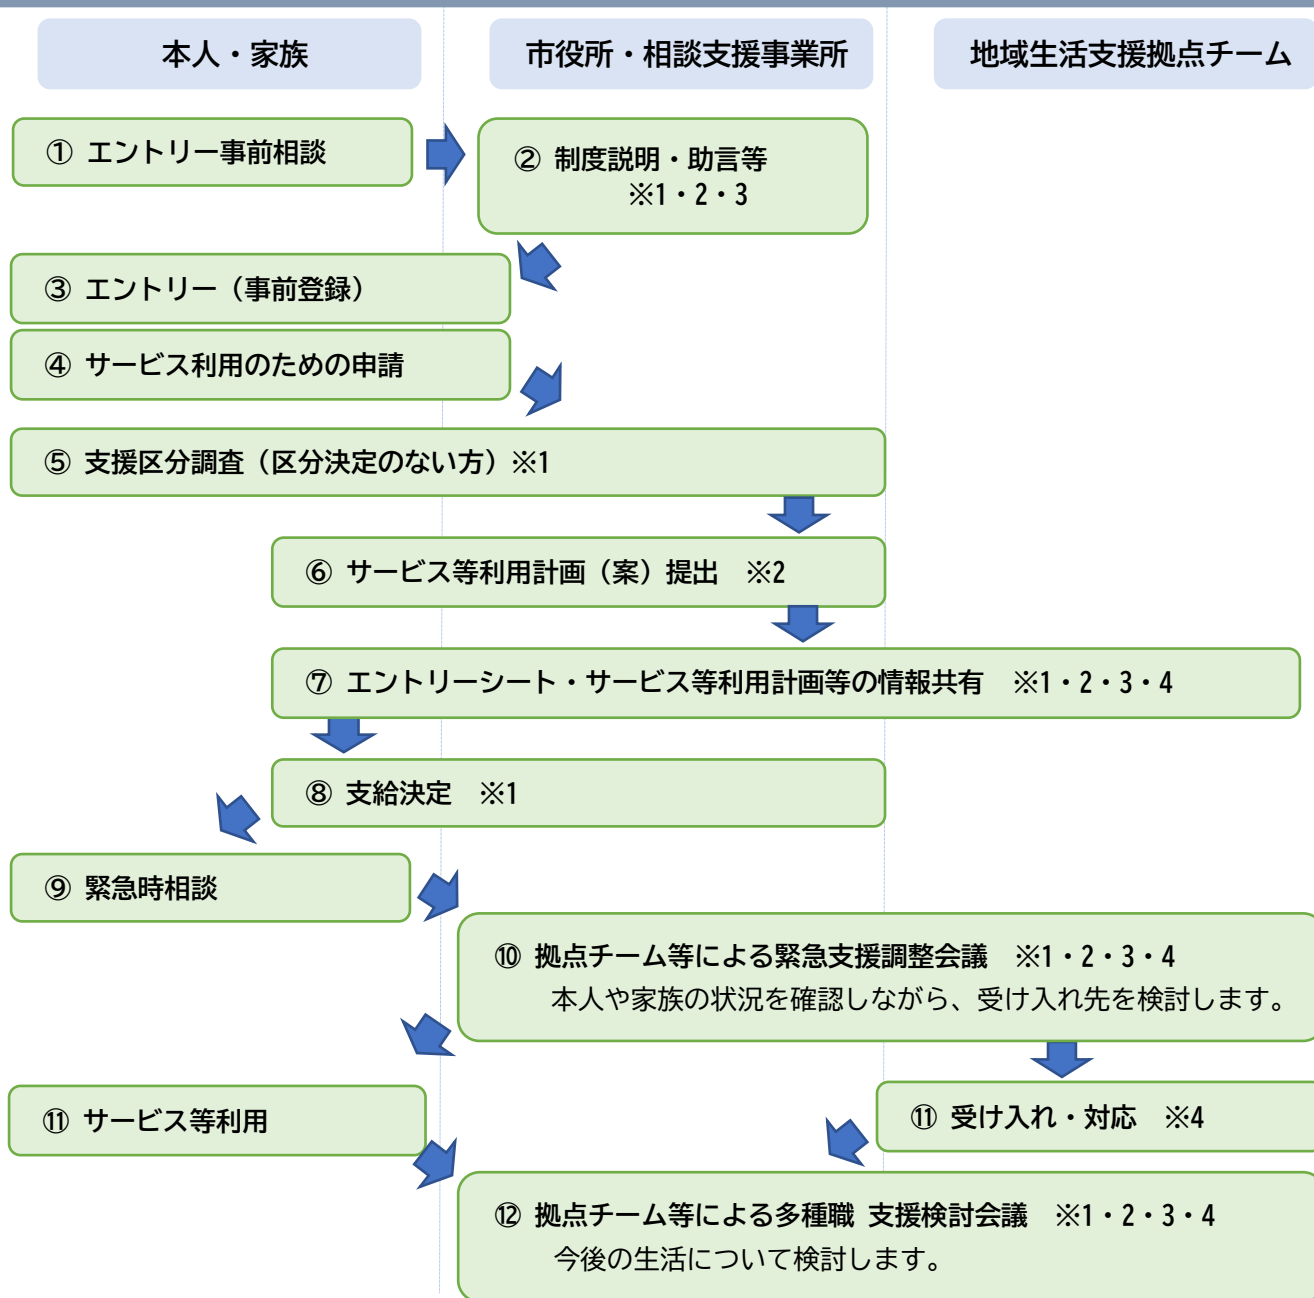 本人・家族
市役所・相談支援事業所
地域生活支援拠点チーム
① エントリー事前相談
② 制度説明・助言等
※1・2・3
③ エントリー（事前登録）
④ サービス利用のための申請
⑤ 支援区分調査（区分決定のない方）※1
⑥ サービス等利用計画（案）提出　※2
⑦ エントリーシート・サービス等利用計画等の情報共有　※1・2・3・4
⑧ 支給決定　※1
⑨ 緊急時相談
⑩ 拠点チーム等による緊急支援調整会議　※1・2・3・4
本人や家族の状況を確認しながら、受け入れ先を検討します。
⑪ サービス等利用
⑪ 受け入れ・対応　※4
⑫ 拠点チーム等による多種職 支援検討会議　※1・2・3・4
今後の生活について検討します。